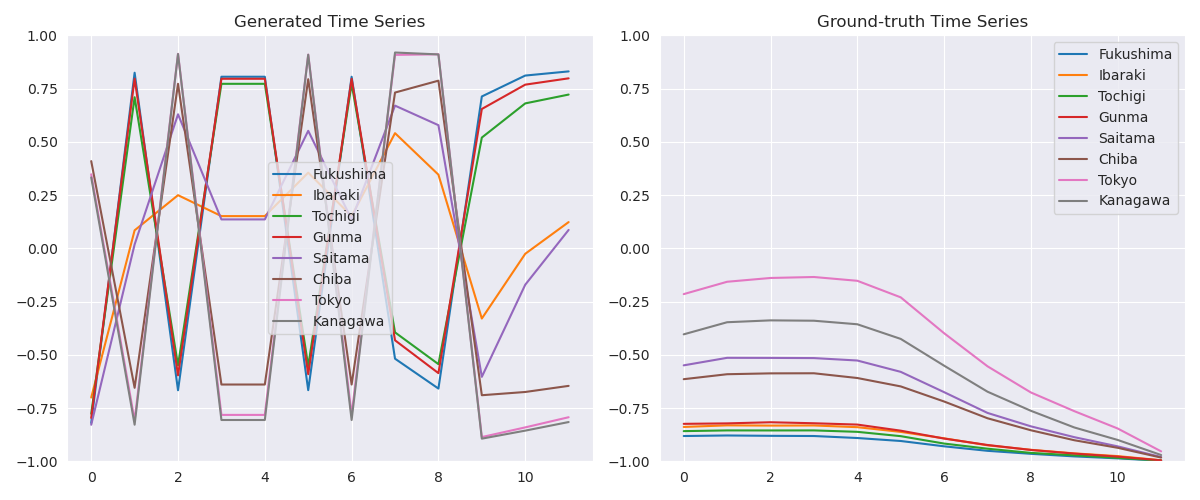 Generated Time Series
1.00
0.75
0.50
0.25
0.00
−0.25
−0.50
−0.75
−1.00
0 2 4 6 8 10
Fukushima
Ibaraki
Tochigi
Gunma
Saitama
Chiba
Tokyo
Kanagawa
Ground-truth Time Series
1.00
0.75
0.50
0.25
0.00
−0.25
−0.50
−0.75
−1.00
0 2 4 6 8 10
Fukushima
Ibaraki
Tochigi
Gunma
Saitama
Chiba
Tokyo
Kanagawa